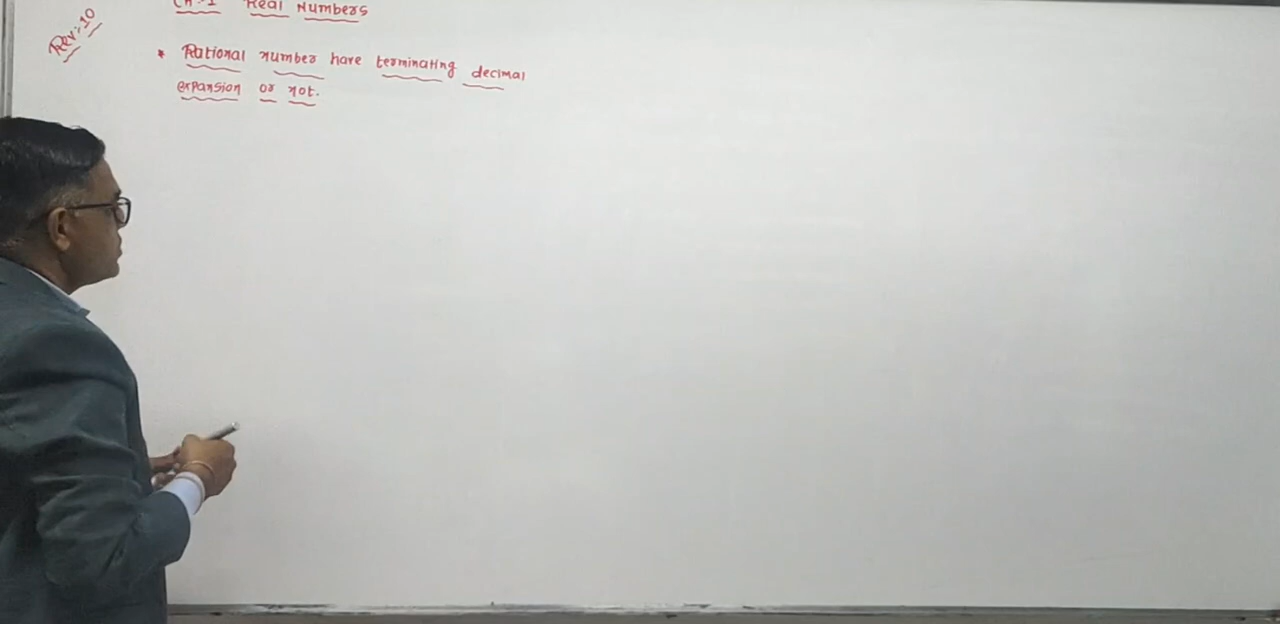 Ch :- 1 Real Numbers
Rev:10
* Rational number have terminating decimal
expansion or not.